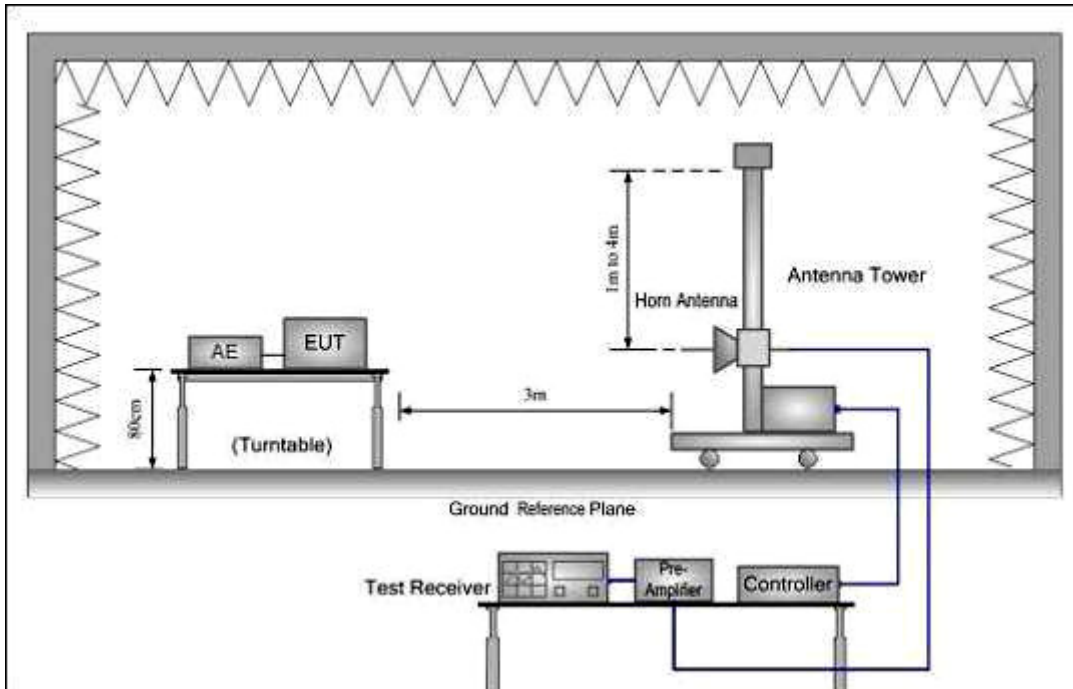 1m to 4m
Horn Antenna
Antenna Tower
AE
EUT
80cm
3m
(Turntable)
Ground Reference Plane
Test Receiver
Pre-
Amplifier
Controller